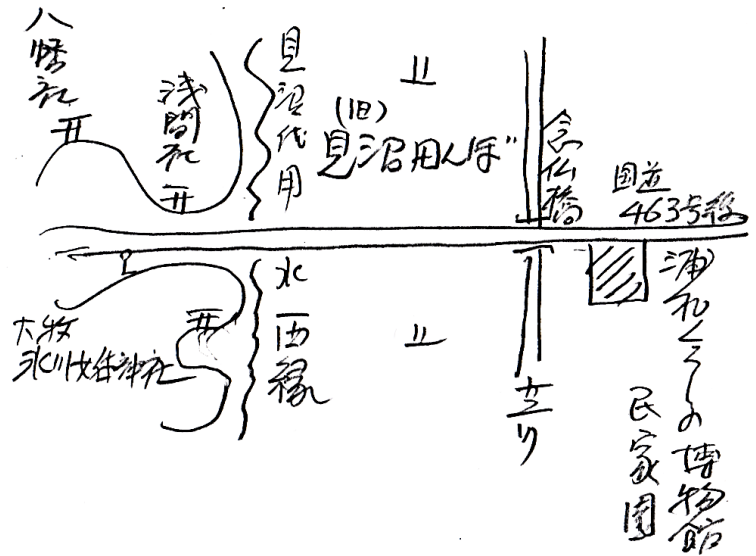 八幡社
浅間社
見沼代用
水西縁
(旧)
見沼田んぼ
念仏橋
国道
463号線
大牧
氷川女体神社
芝川
浦和くらしの博物館
民家園